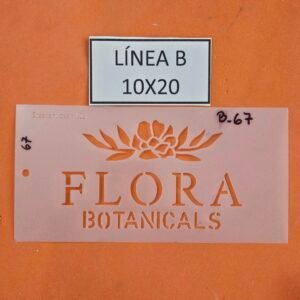 LÍNEA B
10X20
B-67
67
FLORA
BOTANICALS